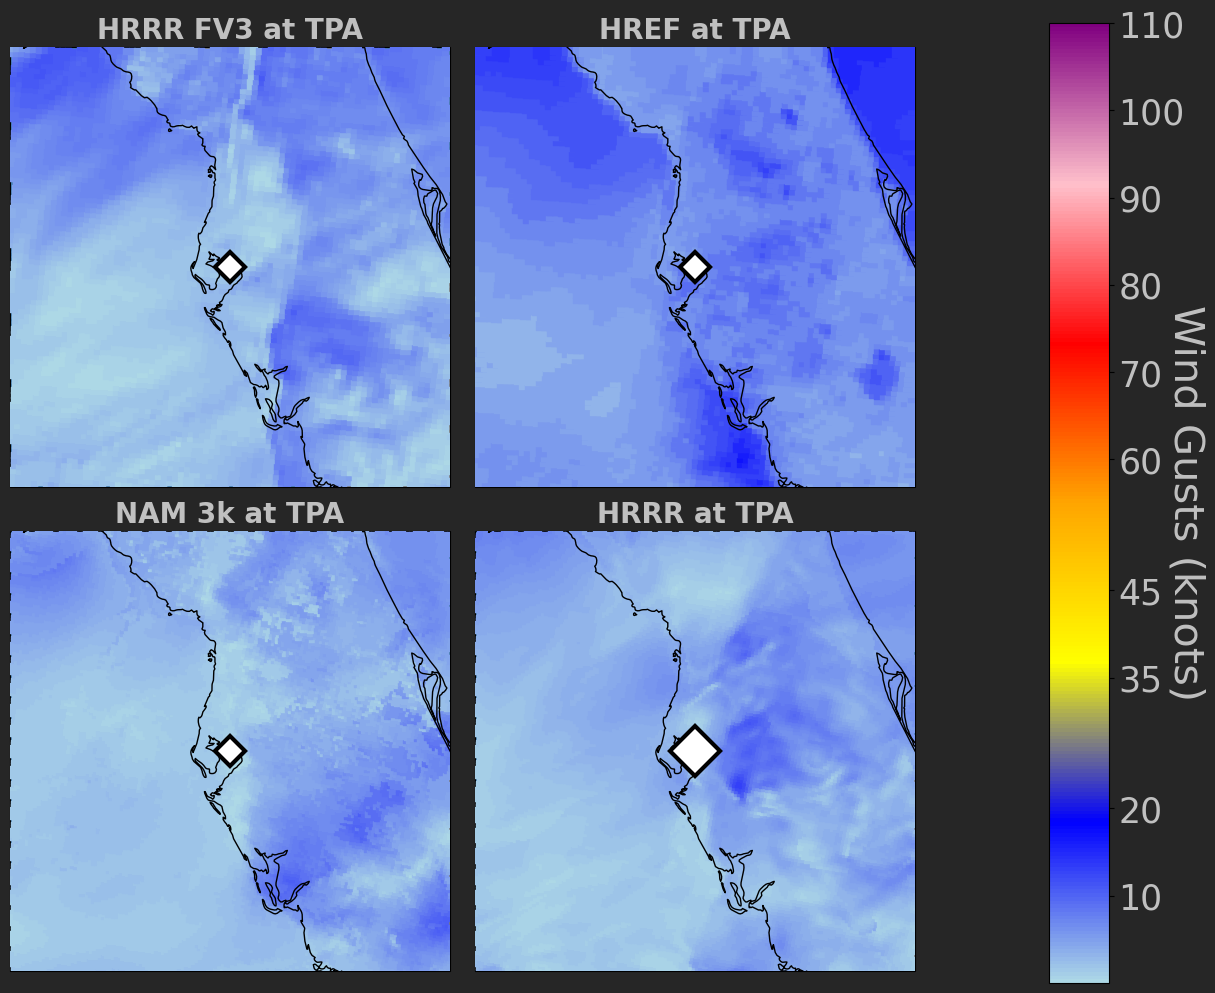 HRRR FV3 at TPA
HREF at TPA
NAM 3k at TPA
HRRR at TPA
110
100
90
80
70
60
45
35
20
10
Wind Gusts (knots)